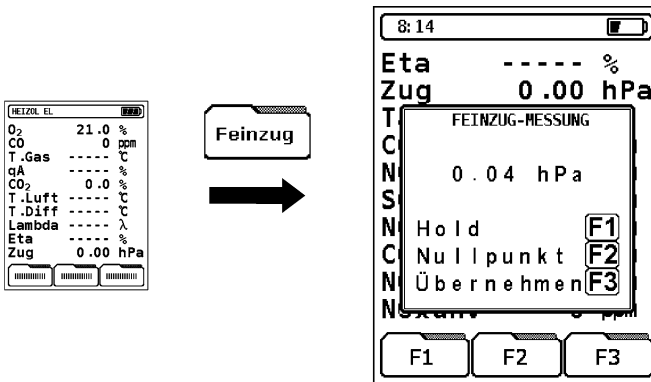 HEIZOL EL
O₂ 21.0 %
CO 0 ppm
T.Gas ----- °C
qA ----- %
CO₂ 0.0 %
T.Luft ----- °C
T.Diff ----- °C
Lambda ----- λ
Eta ----- %
Zug 0.00 hPa
Feinzug
8:14
Eta ----- %
Zug 0.00 hPa
FEINZUG-MESSUNG
0.04 hPa
Hold F1
Nullpunkt F2
Übernehmen F3
F1 F2 F3